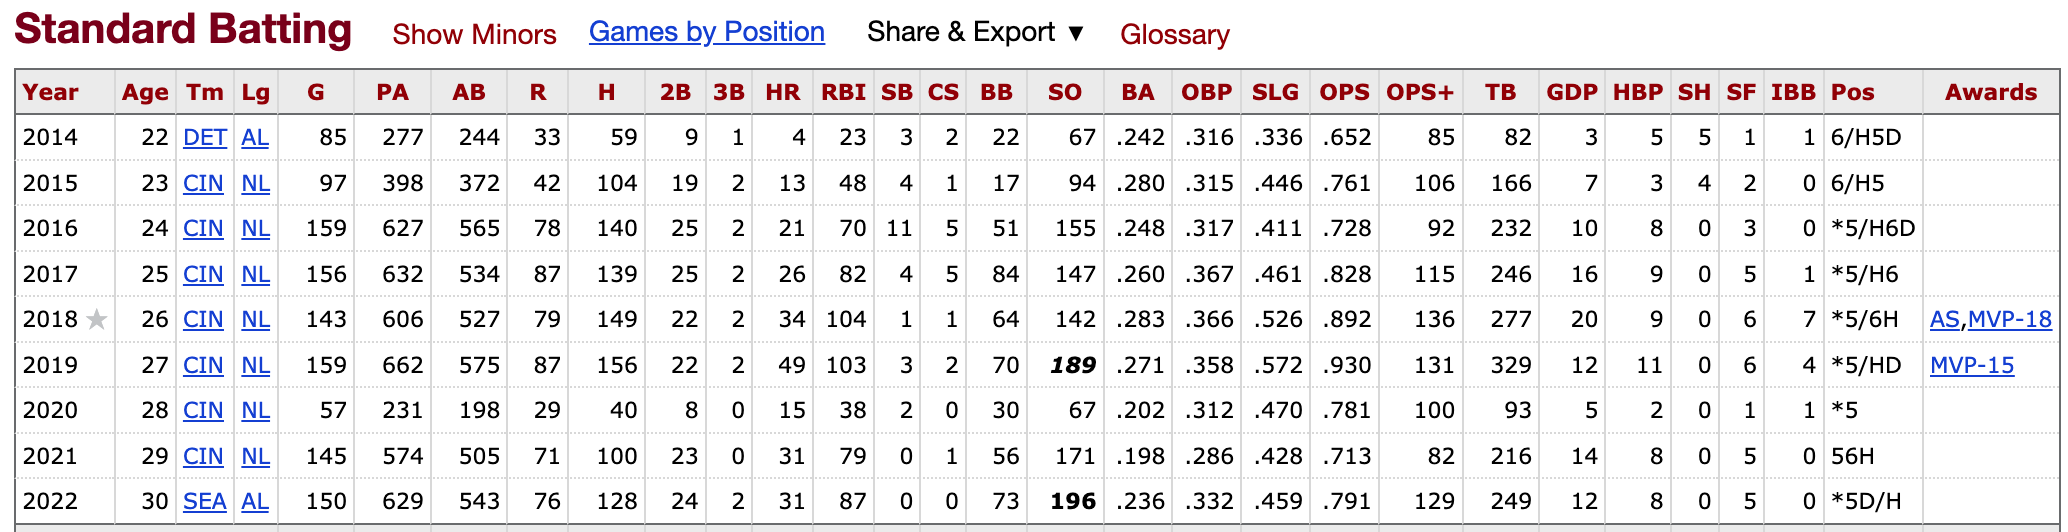 Standard Batting Show Minors Games by Position Share & Export ▼ Glossary
Year Age Tm Lg G PA AB R H 2B 3B HR RBI SB CS BB SO BA OBP SLG OPS OPS+ TB GDP HBP SH SF IBB Pos Awards
2014 22 DET AL 85 277 244 33 59 9 1 4 23 3 2 22 67 .242 .316 .336 .652 85 82 3 5 5 1 1 6/H5D
2015 23 CIN NL 97 398 372 42 104 19 2 13 48 4 1 17 94 .280 .315 .446 .761 106 166 7 3 4 2 0 6/H5
2016 24 CIN NL 159 627 565 78 140 25 2 21 70 11 5 51 155 .248 .317 .411 .728 92 232 10 8 0 3 0 *5/H6D
2017 25 CIN NL 156 632 534 87 139 25 2 26 82 4 5 84 147 .260 .367 .461 .828 115 246 16 9 0 5 1 *5/H6
2018 ★ 26 CIN NL 143 606 527 79 149 22 2 34 104 1 1 64 142 .283 .366 .526 .892 136 277 20 9 0 6 7 *5/6H AS,MVP-18
2019 27 CIN NL 159 662 575 87 156 22 2 49 103 3 2 70 189 .271 .358 .572 .930 131 329 12 11 0 6 4 *5/HD MVP-15
2020 28 CIN NL 57 231 198 29 40 8 0 15 38 2 0 30 67 .202 .312 .470 .781 100 93 5 2 0 1 1 *5
2021 29 CIN NL 145 574 505 71 100 23 0 31 79 0 1 56 171 .198 .286 .428 .713 82 216 14 8 0 5 0 56H
2022 30 SEA AL 150 629 543 76 128 24 2 31 87 0 0 73 196 .236 .332 .459 .791 129 249 12 8 0 5 0 *5D/H